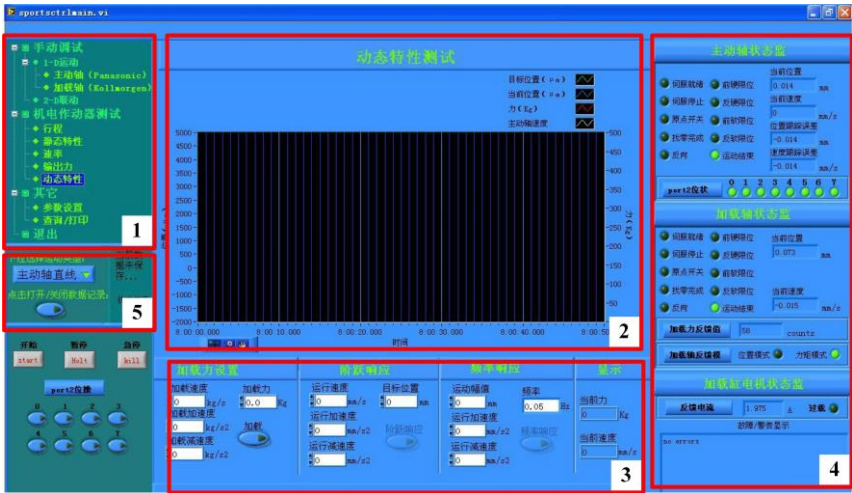 sportsctrlmain.vi
手动调试
1-D运动
主动轴 (Panasonic)
加载轴 (Kollmorgen)
2-D联动
机电作动器测试
行程
静态特性
速率
输出力
动态特性
其它
参数设置
查询/打印
退出
1
主动轴直线
点击打开/关闭数据记录:
据未保
存...
5
开始 暂停 急停
start Holt kill
port2位操
0 1 2 3
4 5 6 7
动态特性测试
目标位置(μm)
当前位置(μm)
力(Kg)
主动轴速度
5000
4500
4000
3500
3000
2500
2000
1500
1000
500
0
-500
-1000
-1500
-2000
500
450
400
350
300
250
200
150
100
50
力(Kg)
8:00:00.000 8:00:20.000 8:00:30.000 8:00:40.000 8:00:5
时间
2
加载力设置
加载速度 加载力
0 kg/s 0.0 Kg
加载加速度
0 kg/s2 加载
加载减速度
0 kg/s2
阶跃响应
运行速度 目标位置
0 mm/s 0 mm
运行加速度
0 mm/s2 阶跃响应
运行减速度
0 mm/s2
频率响应
运动幅值 频率
0 mm 0.05 Hz
运行加速度
0 mm/s2 频率响应
运行减速度
0 mm/s2
显示
当前力
0 Kg
当前速度
0 mm/s
3
主动轴状态监
伺服就绪 前硬限位 当前位置
0.014 mm
伺服停止 反硬限位 当前速度
0 mm/s
原点开关 前软限位 位置跟踪误差
-0.014 mm
找零完成 反软限位 速度跟踪误差
反向 运动结束 -0.014 mm/s
port2位状 0 1 2 3 4 5 6 7
加载轴状态监
伺服就绪 前硬限位 当前位置
伺服停止 反硬限位 0.073 mm
原点开关 前软限位
找零完成 反软限位 当前速度
反向 运动结束 -0.015 mm/s
加载力反馈值 58 countz
加载轴反馈模 位置模式 力矩模式
加载缸电机状态监
反馈电流 1.975 A 过载
故障/警告显示
no errors
4